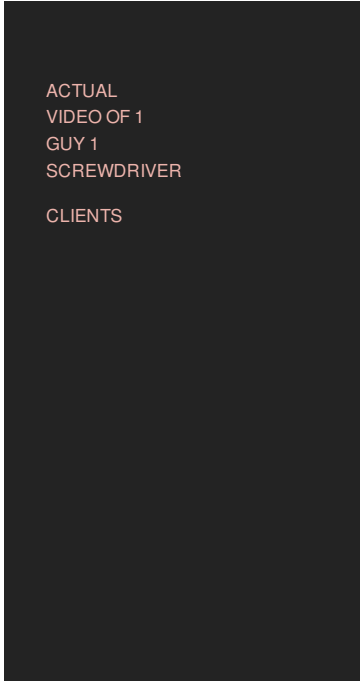 ACTUAL
VIDEO OF 1
GUY 1
SCREWDRIVER
CLIENTS